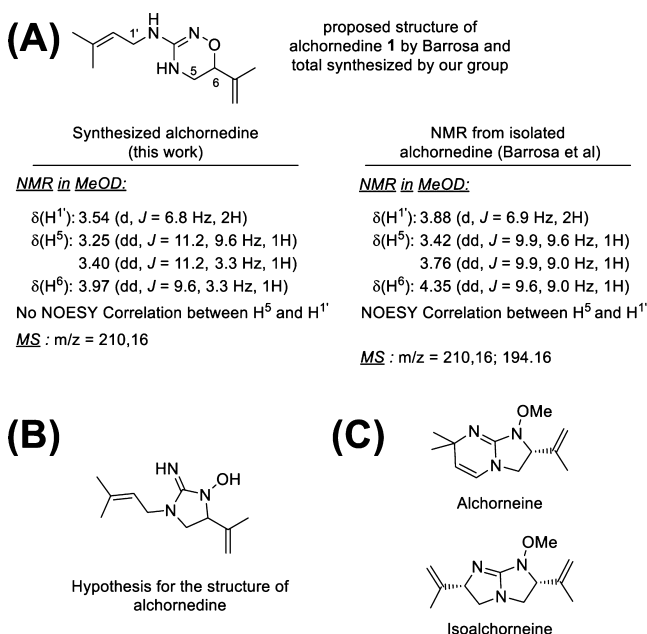 (A)
H
N
1'
N
O
HN
5
6
proposed structure of
alchornedine 1 by Barrosa and
total synthesized by our group
Synthesized alchornedine
(this work)
NMR in MeOD:
δ(H1'): 3.54 (d, J = 6.8 Hz, 2H)
δ(H5): 3.25 (dd, J = 11.2, 9.6 Hz, 1H)
3.40 (dd, J = 11.2, 3.3 Hz, 1H)
δ(H6): 3.97 (dd, J = 9.6, 3.3 Hz, 1H)
No NOESY Correlation between H5 and H1'
MS : m/z = 210,16
NMR from isolated
alchornedine (Barrosa et al)
NMR in MeOD:
δ(H1'): 3.88 (d, J = 6.9 Hz, 2H)
δ(H5): 3.42 (dd, J = 9.9, 9.6 Hz, 1H)
3.76 (dd, J = 9.9, 9.0 Hz, 1H)
δ(H6): 4.35 (dd, J = 9.6, 9.0 Hz, 1H)
NOESY Correlation between H5 and H1'
MS : m/z = 210,16; 194.16
(B)
HN
OH
N
N
Hypothesis for the structure of
alchornedine
(C)
OMe
N
N
N
Alchorneine
OMe
N
N
N
Isoalchorneine